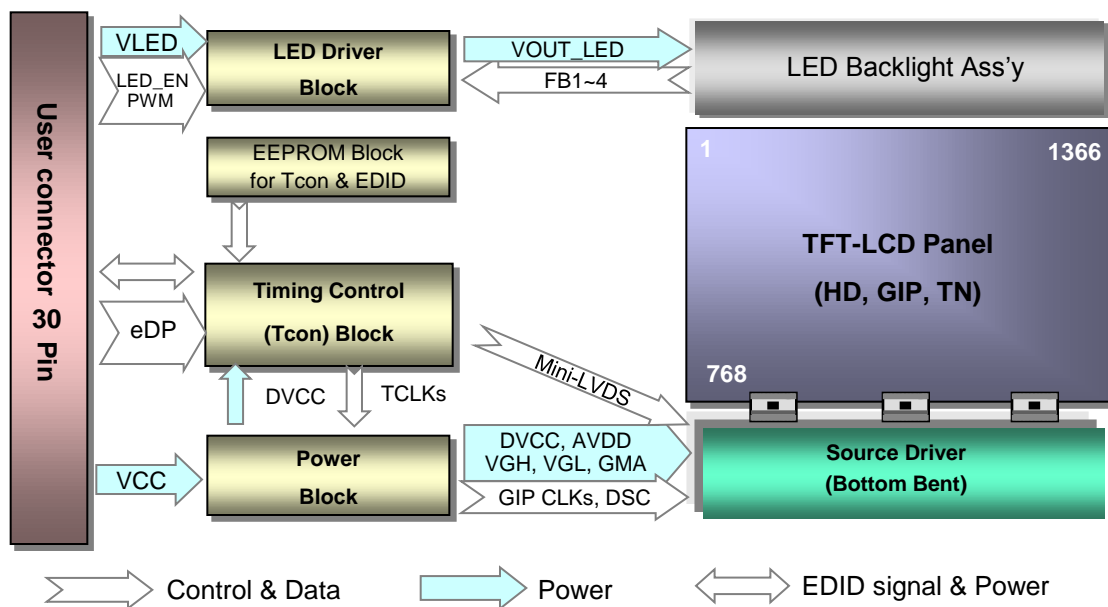 User connector 30 Pin
VLED
LED_EN
PWM
LED Driver
Block
VOUT_LED
FB1~4
LED Backlight Ass'y
EEPROM Block
for Tcon & EDID
1
1366
TFT-LCD Panel
(HD, GIP, TN)
768
eDP
Timing Control
(Tcon) Block
Mini-LVDS
DVCC
TCLKs
VCC
Power
Block
DVCC, AVDD
VGH, VGL, GMA
GIP CLKs, DSC
Source Driver
(Bottom Bent)
Control & Data
Power
EDID signal & Power